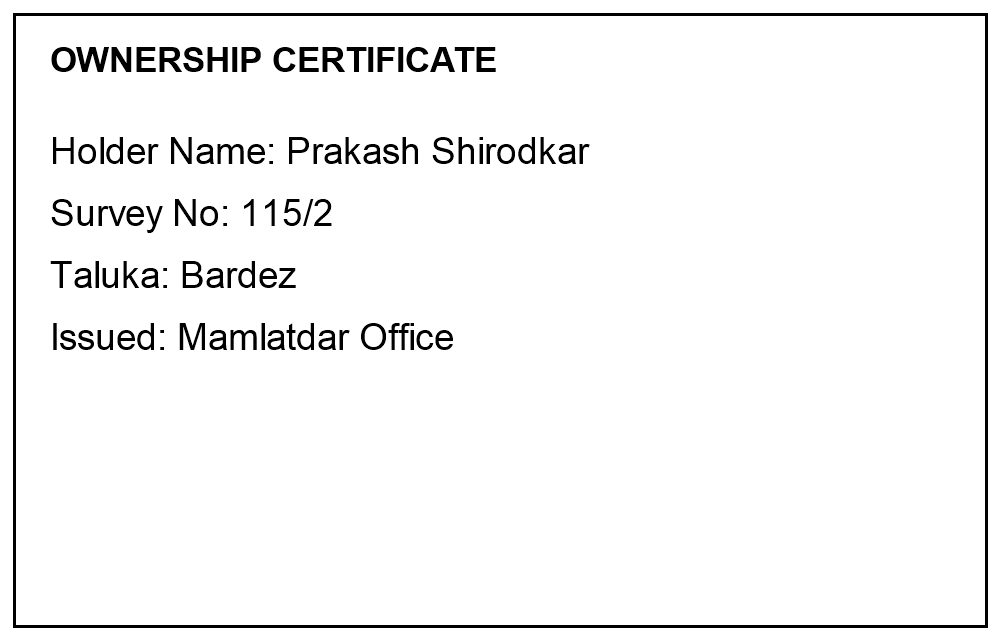 OWNERSHIP CERTIFICATE
Holder Name: Prakash Shirodkar
Survey No: 115/2
Taluka: Bardez
Issued: Mamlatdar Office